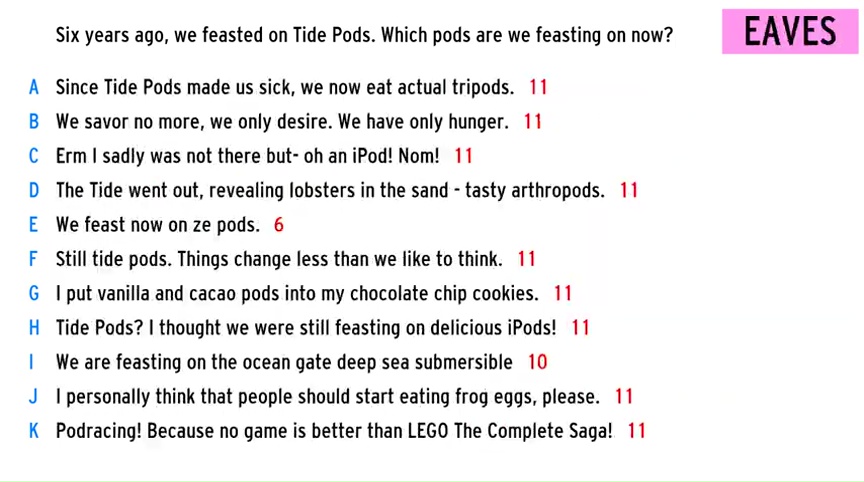 Six years ago, we feasted on Tide Pods. Which pods are we feasting on now?
EAVES
A Since Tide Pods made us sick, we now eat actual tripods. 11
B We savor no more, we only desire. We have only hunger. 11
C Erm I sadly was not there but- oh an iPod! Nom! 11
D The Tide went out, revealing lobsters in the sand - tasty arthropods. 11
E We feast now on ze pods. 6
F Still tide pods. Things change less than we like to think. 11
G I put vanilla and cacao pods into my chocolate chip cookies. 11
H Tide Pods? I thought we were still feasting on delicious iPods! 11
I We are feasting on the ocean gate deep sea submersible 10
J I personally think that people should start eating frog eggs, please. 11
K Podracing! Because no game is better than LEGO The Complete Saga! 11